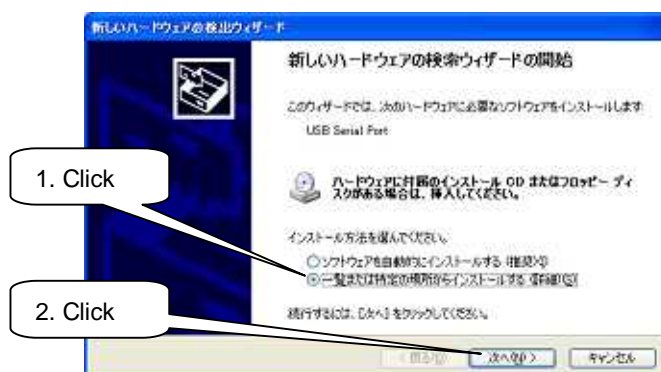 新しいハードウェアの検出ウィザード
新しいハードウェアの検索ウィザードの開始
このウィザードでは、次のハードウェアに必要なソフトウェアをインストールします:
USB Serial Port
1. Click
ハードウェアに付属のインストール CD またはフロッピー ディ
スクがある場合は、挿入してください。
インストール方法を選んでください。
ソフトウェアを自動的にインストールする (推奨)(I)
一覧または特定の場所からインストールする (詳細)(S)
2. Click
続行するには、[次へ] をクリックしてください。
< 戻る(B)
次へ(N) >
キャンセル